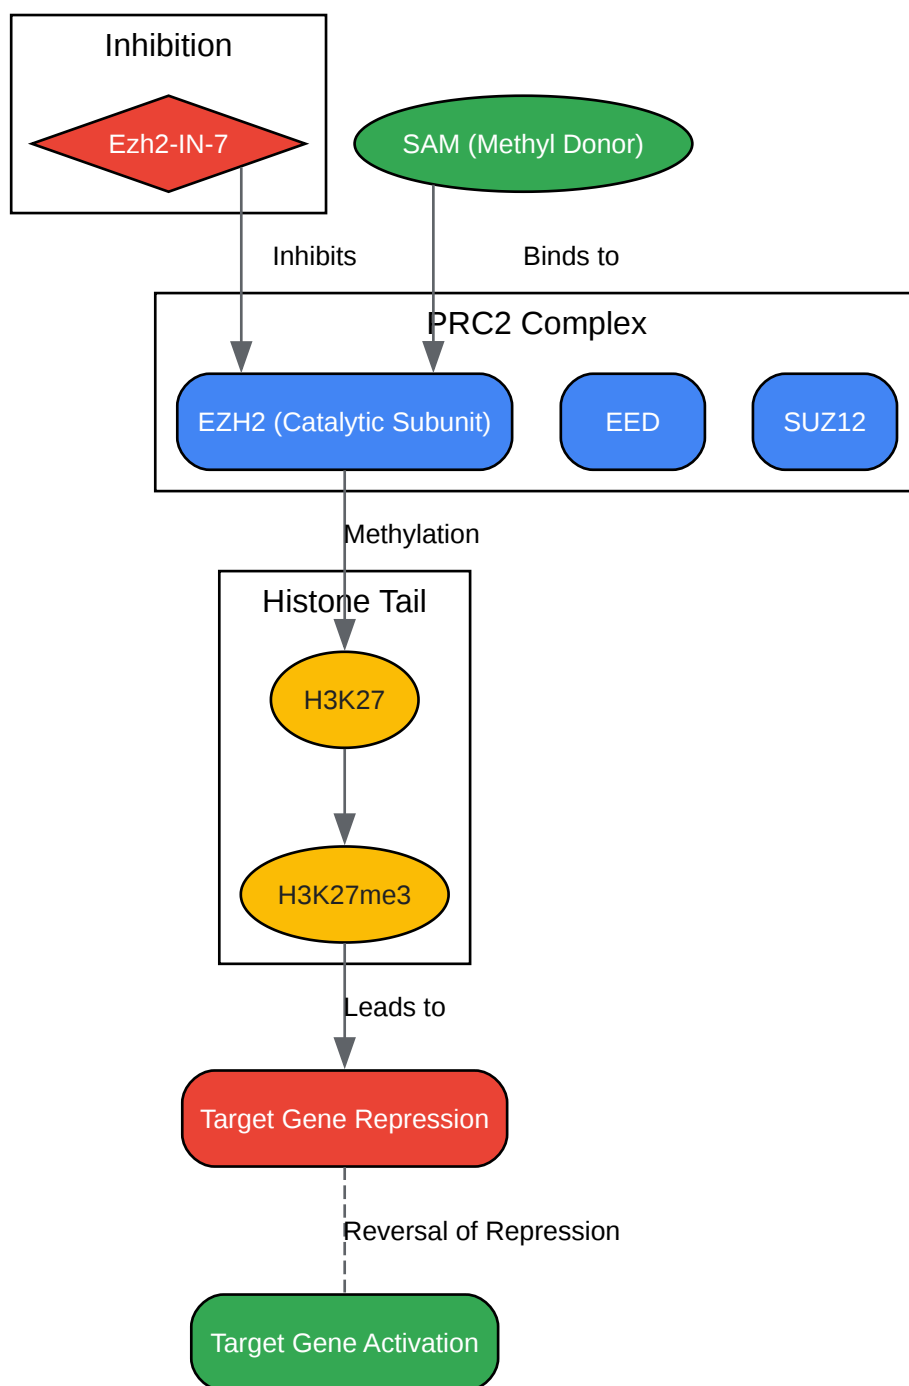 Inhibition
Ezh2-IN-7
SAM (Methyl Donor)
Inhibits
Binds to
PRC2 Complex
EZH2 (Catalytic Subunit)
EED
SUZ12
Methylation
Histone Tail
H3K27
H3K27me3
Leads to
Target Gene Repression
Reversal of Repression
Target Gene Activation